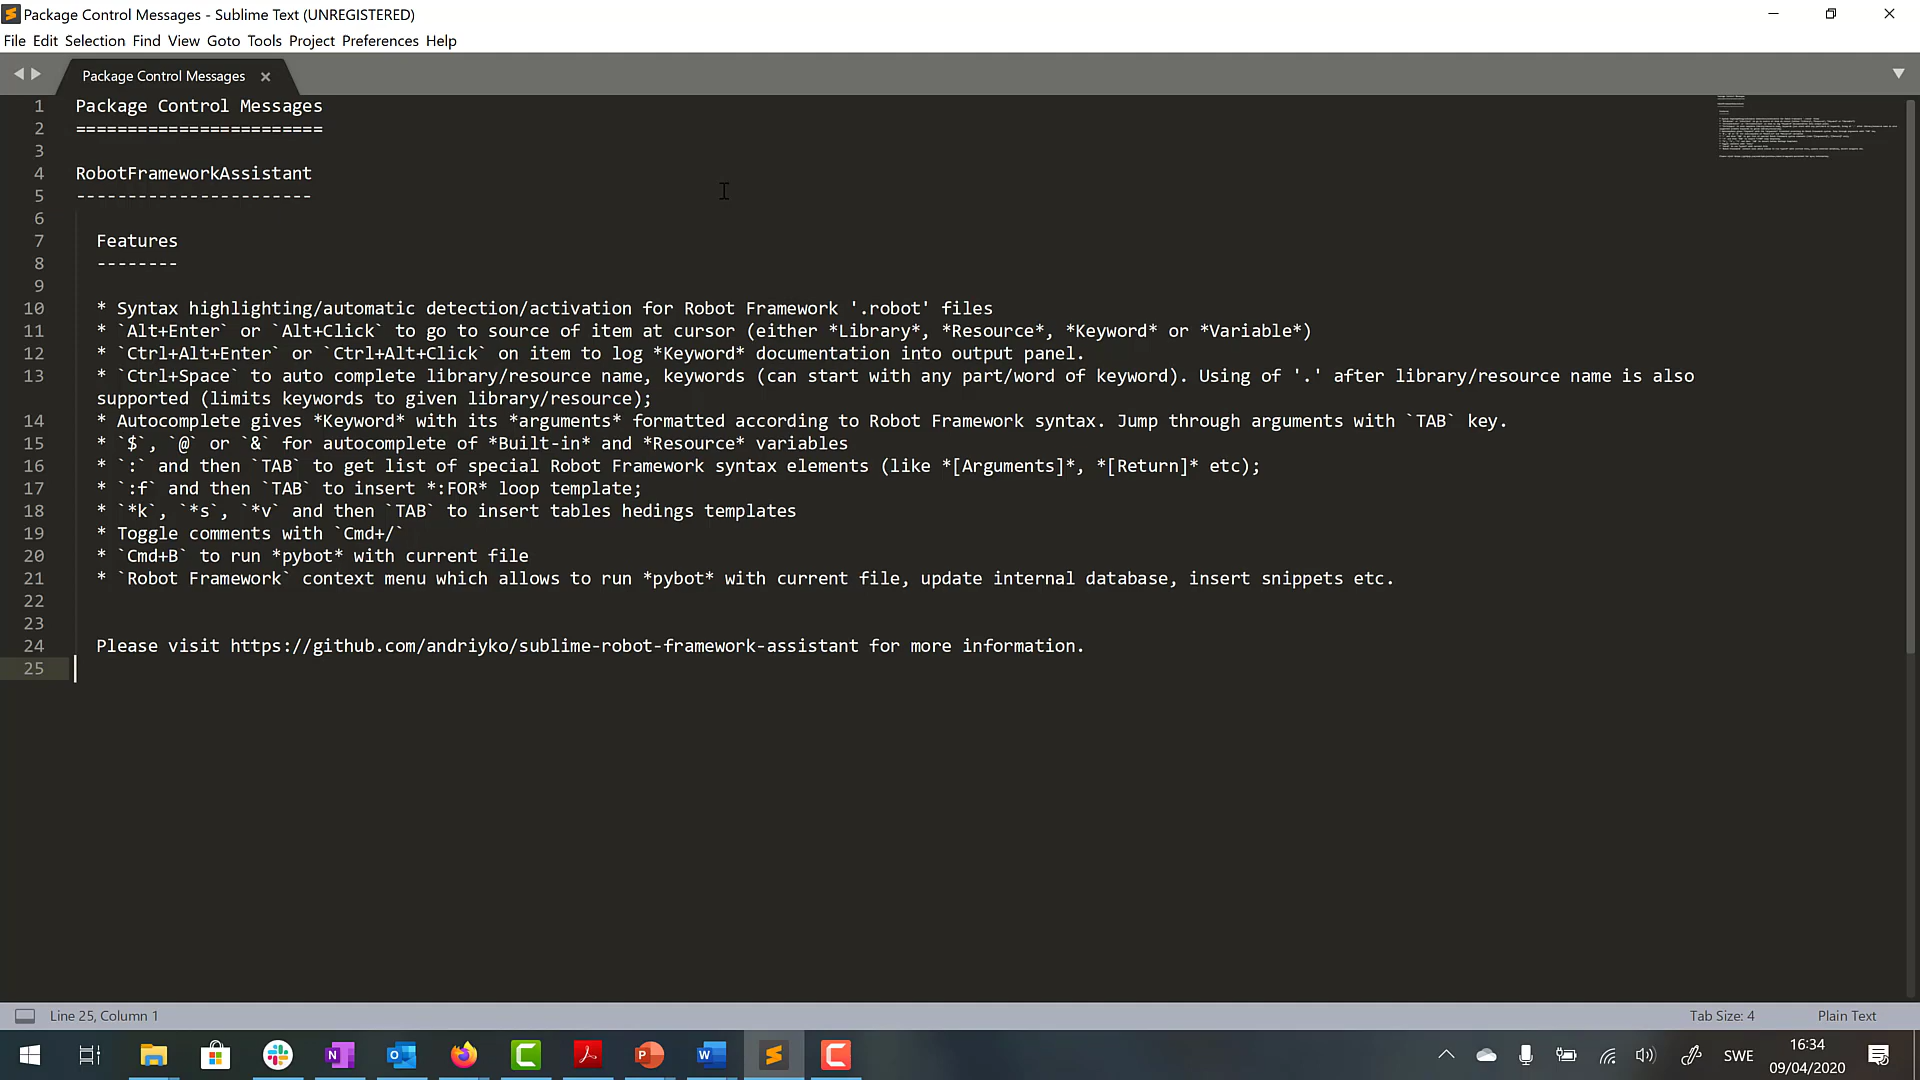 Package Control Messages - Sublime Text (UNREGISTERED)
File Edit Selection Find View Goto Tools Project Preferences Help
Package Control Messages
1 Package Control Messages
2 ========================
3
4 RobotFrameworkAssistant
5 -----------------------
6
7 Features
8 --------
9
10 * Syntax highlighting/automatic detection/activation for Robot Framework '.robot' files
11 * `Alt+Enter` or `Alt+Click` to go to source of item at cursor (either *Library*, *Resource*, *Keyword* or *Variable*)
12 * `Ctrl+Alt+Enter` or `Ctrl+Alt+Click` on item to log *Keyword* documentation into output panel.
13 * `Ctrl+Space` to auto complete library/resource name, keywords (can start with any part/word of keyword). Using of '.' after library/resource name is also
supported (limits keywords to given library/resource);
14 * Autocomplete gives *Keyword* with its *arguments* formatted according to Robot Framework syntax. Jump through arguments with `TAB` key.
15 * `$`, `@` or `&` for autocomplete of *Built-in* and *Resource* variables
16 * `:` and then `TAB` to get list of special Robot Framework syntax elements (like *[Arguments]*, *[Return]* etc);
17 * `:f` and then `TAB` to insert *:FOR* loop template;
18 * `*k`, `*s`, `*v` and then `TAB` to insert tables hedings templates
19 * Toggle comments with `Cmd+/`
20 * `Cmd+B` to run *pybot* with current file
21 * `Robot Framework` context menu which allows to run *pybot* with current file, update internal database, insert snippets etc.
22
23
24 Please visit https://github.com/andriyko/sublime-robot-framework-assistant for more information.
25
Line 25, Column 1
Tab Size: 4
Plain Text
SWE
16:34
09/04/2020